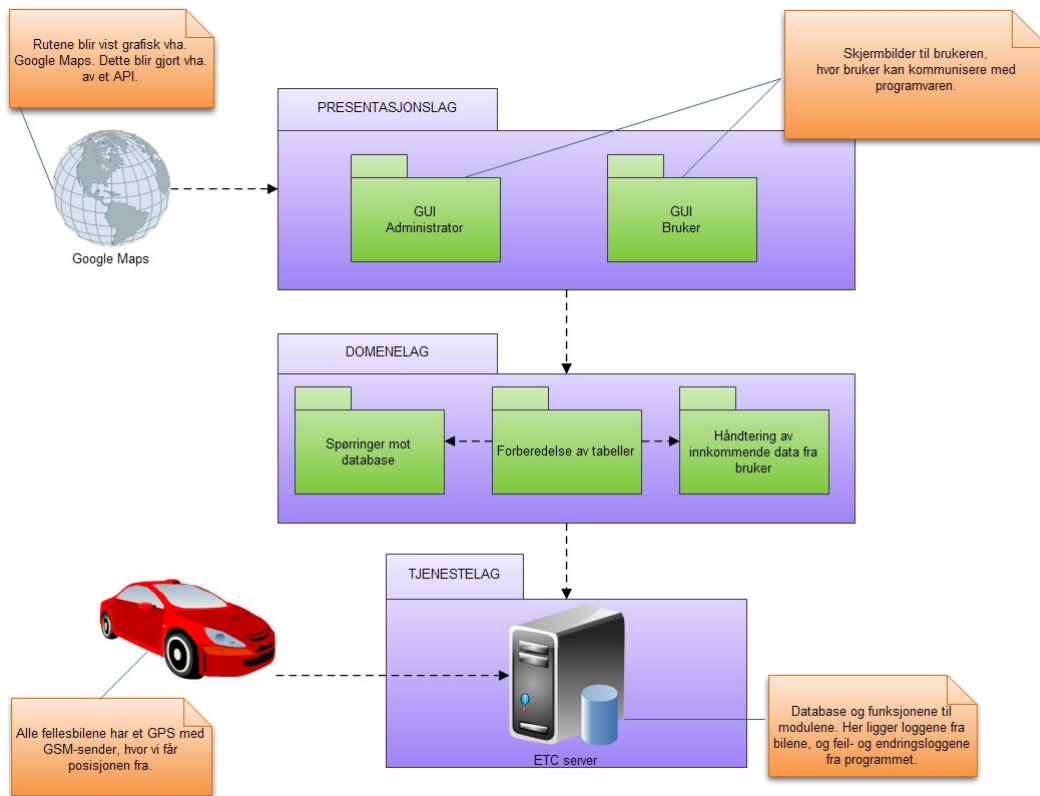 Rutene blir vist grafisk vha.
Google Maps. Dette blir gjort vha.
av et API.
Skjermbilder til brukeren,
hvor bruker kan kommunisere med
programvaren.
PRESENTASJONSLAG
GUI
Administrator
GUI
Bruker
Google Maps
DOMENELAG
Spørringer mot
database
Forberedelse av tabeller
Håndtering av
innkommende data fra
bruker
TJENESTELAG
ETC server
Alle fellesbilene har et GPS med
GSM-sender, hvor vi får
posisjonen fra.
Database og funksjonene til
modulene. Her ligger loggene fra
bilene, og feil- og endringsloggene
fra programmet.